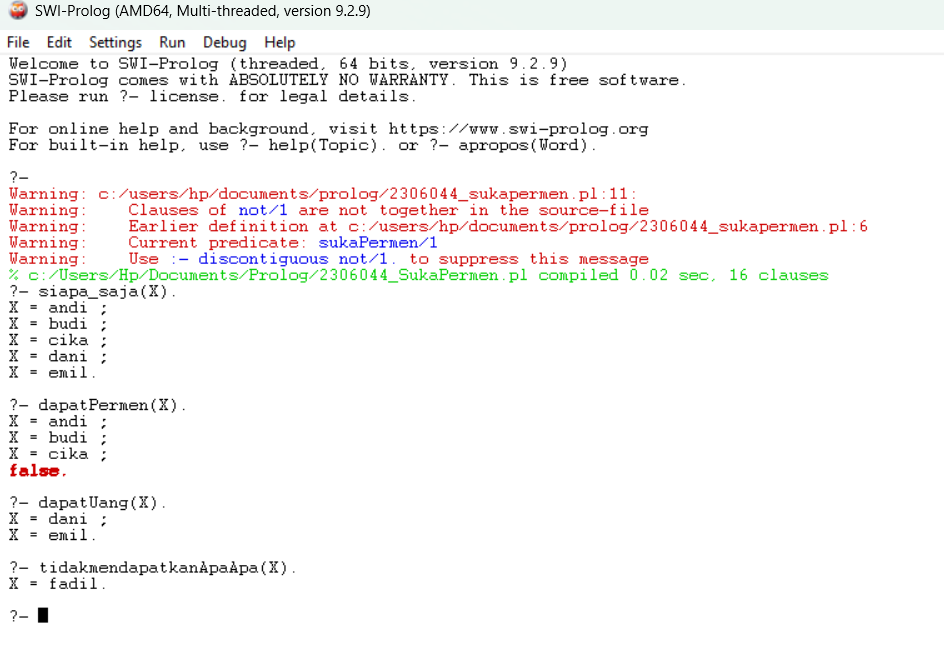 SWI-Prolog (AMD64, Multi-threaded, version 9.2.9)
File Edit Settings Run Debug Help
Welcome to SWI-Prolog (threaded, 64 bits, version 9.2.9)
SWI-Prolog comes with ABSOLUTELY NO WARRANTY. This is free software.
Please run ?- license. for legal details.

For online help and background, visit https://www.swi-prolog.org
For built-in help, use ?- help(Topic). or ?- apropos(Word).

?-
Warning: c:/users/hp/documents/prolog/2306044_sukapermen.pl:11:
Warning:    Clauses of not/1 are not together in the source-file
Warning:    Earlier definition at c:/users/hp/documents/prolog/2306044_sukapermen.pl:6
Warning:    Current predicate: sukaPermen/1
Warning:    Use :- discontiguous not/1. to suppress this message
% c:/Users/Hp/Documents/Prolog/2306044_SukaPermen.pl compiled 0.02 sec, 16 clauses
?- siapa_saja(X).
X = andi ;
X = budi ;
X = cika ;
X = dani ;
X = emil.

?- dapatPermen(X).
X = andi ;
X = budi ;
X = cika ;
false.

?- dapatUang(X).
X = dani ;
X = emil.

?- tidakmendapatkanApaApa(X).
X = fadil.

?-